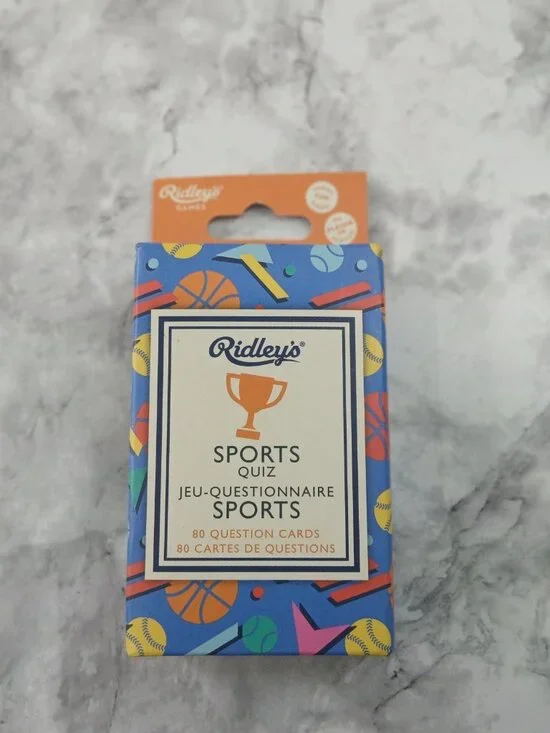 Ridley's
GAMES
Ridley's®
SPORTS
QUIZ
JEU-QUESTIONNAIRE
SPORTS
80 QUESTION CARDS
80 CARTES DE QUESTIONS